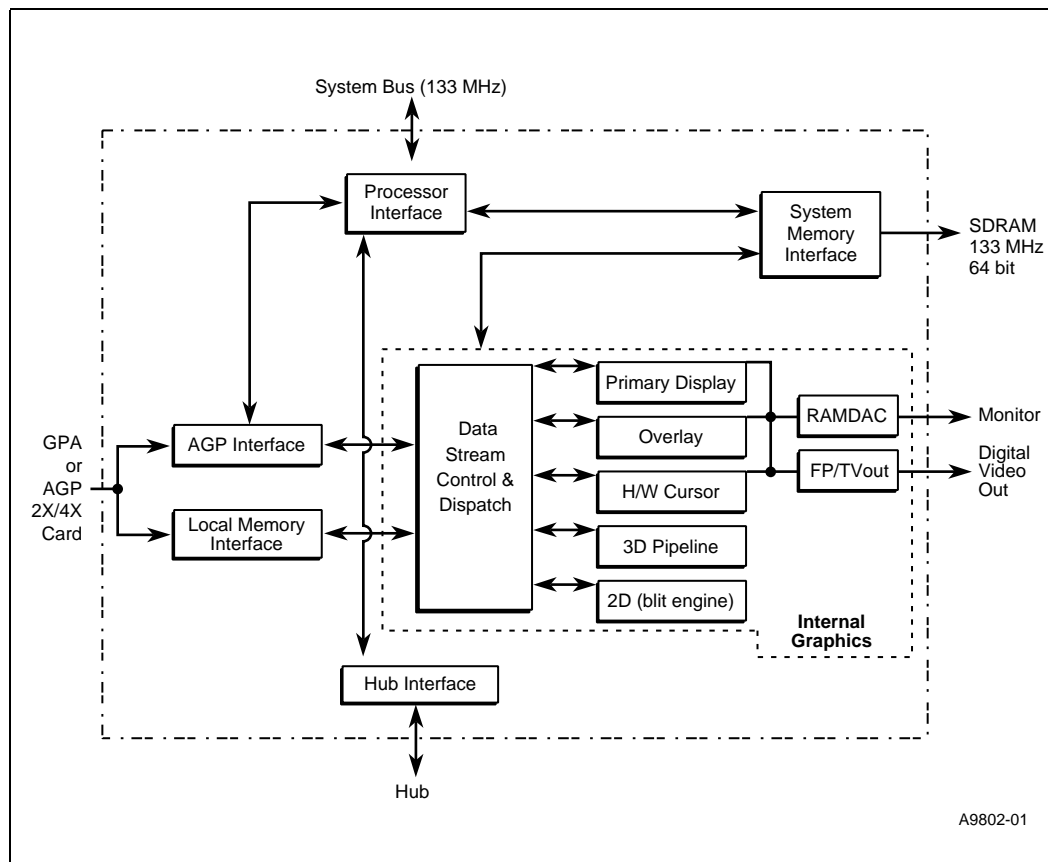 System Bus (133 MHz)
Processor
Interface
System
Memory
Interface
SDRAM
133 MHz
64 bit
Primary Display
RAMDAC
Monitor
GPA
or
AGP
2X/4X
Card
AGP Interface
Data
Stream
Control &
Dispatch
Overlay
FP/TVout
Digital
Video
Out
H/W Cursor
Local Memory
Interface
3D Pipeline
2D (blit engine)
Internal
Graphics
Hub Interface
Hub
A9802-01